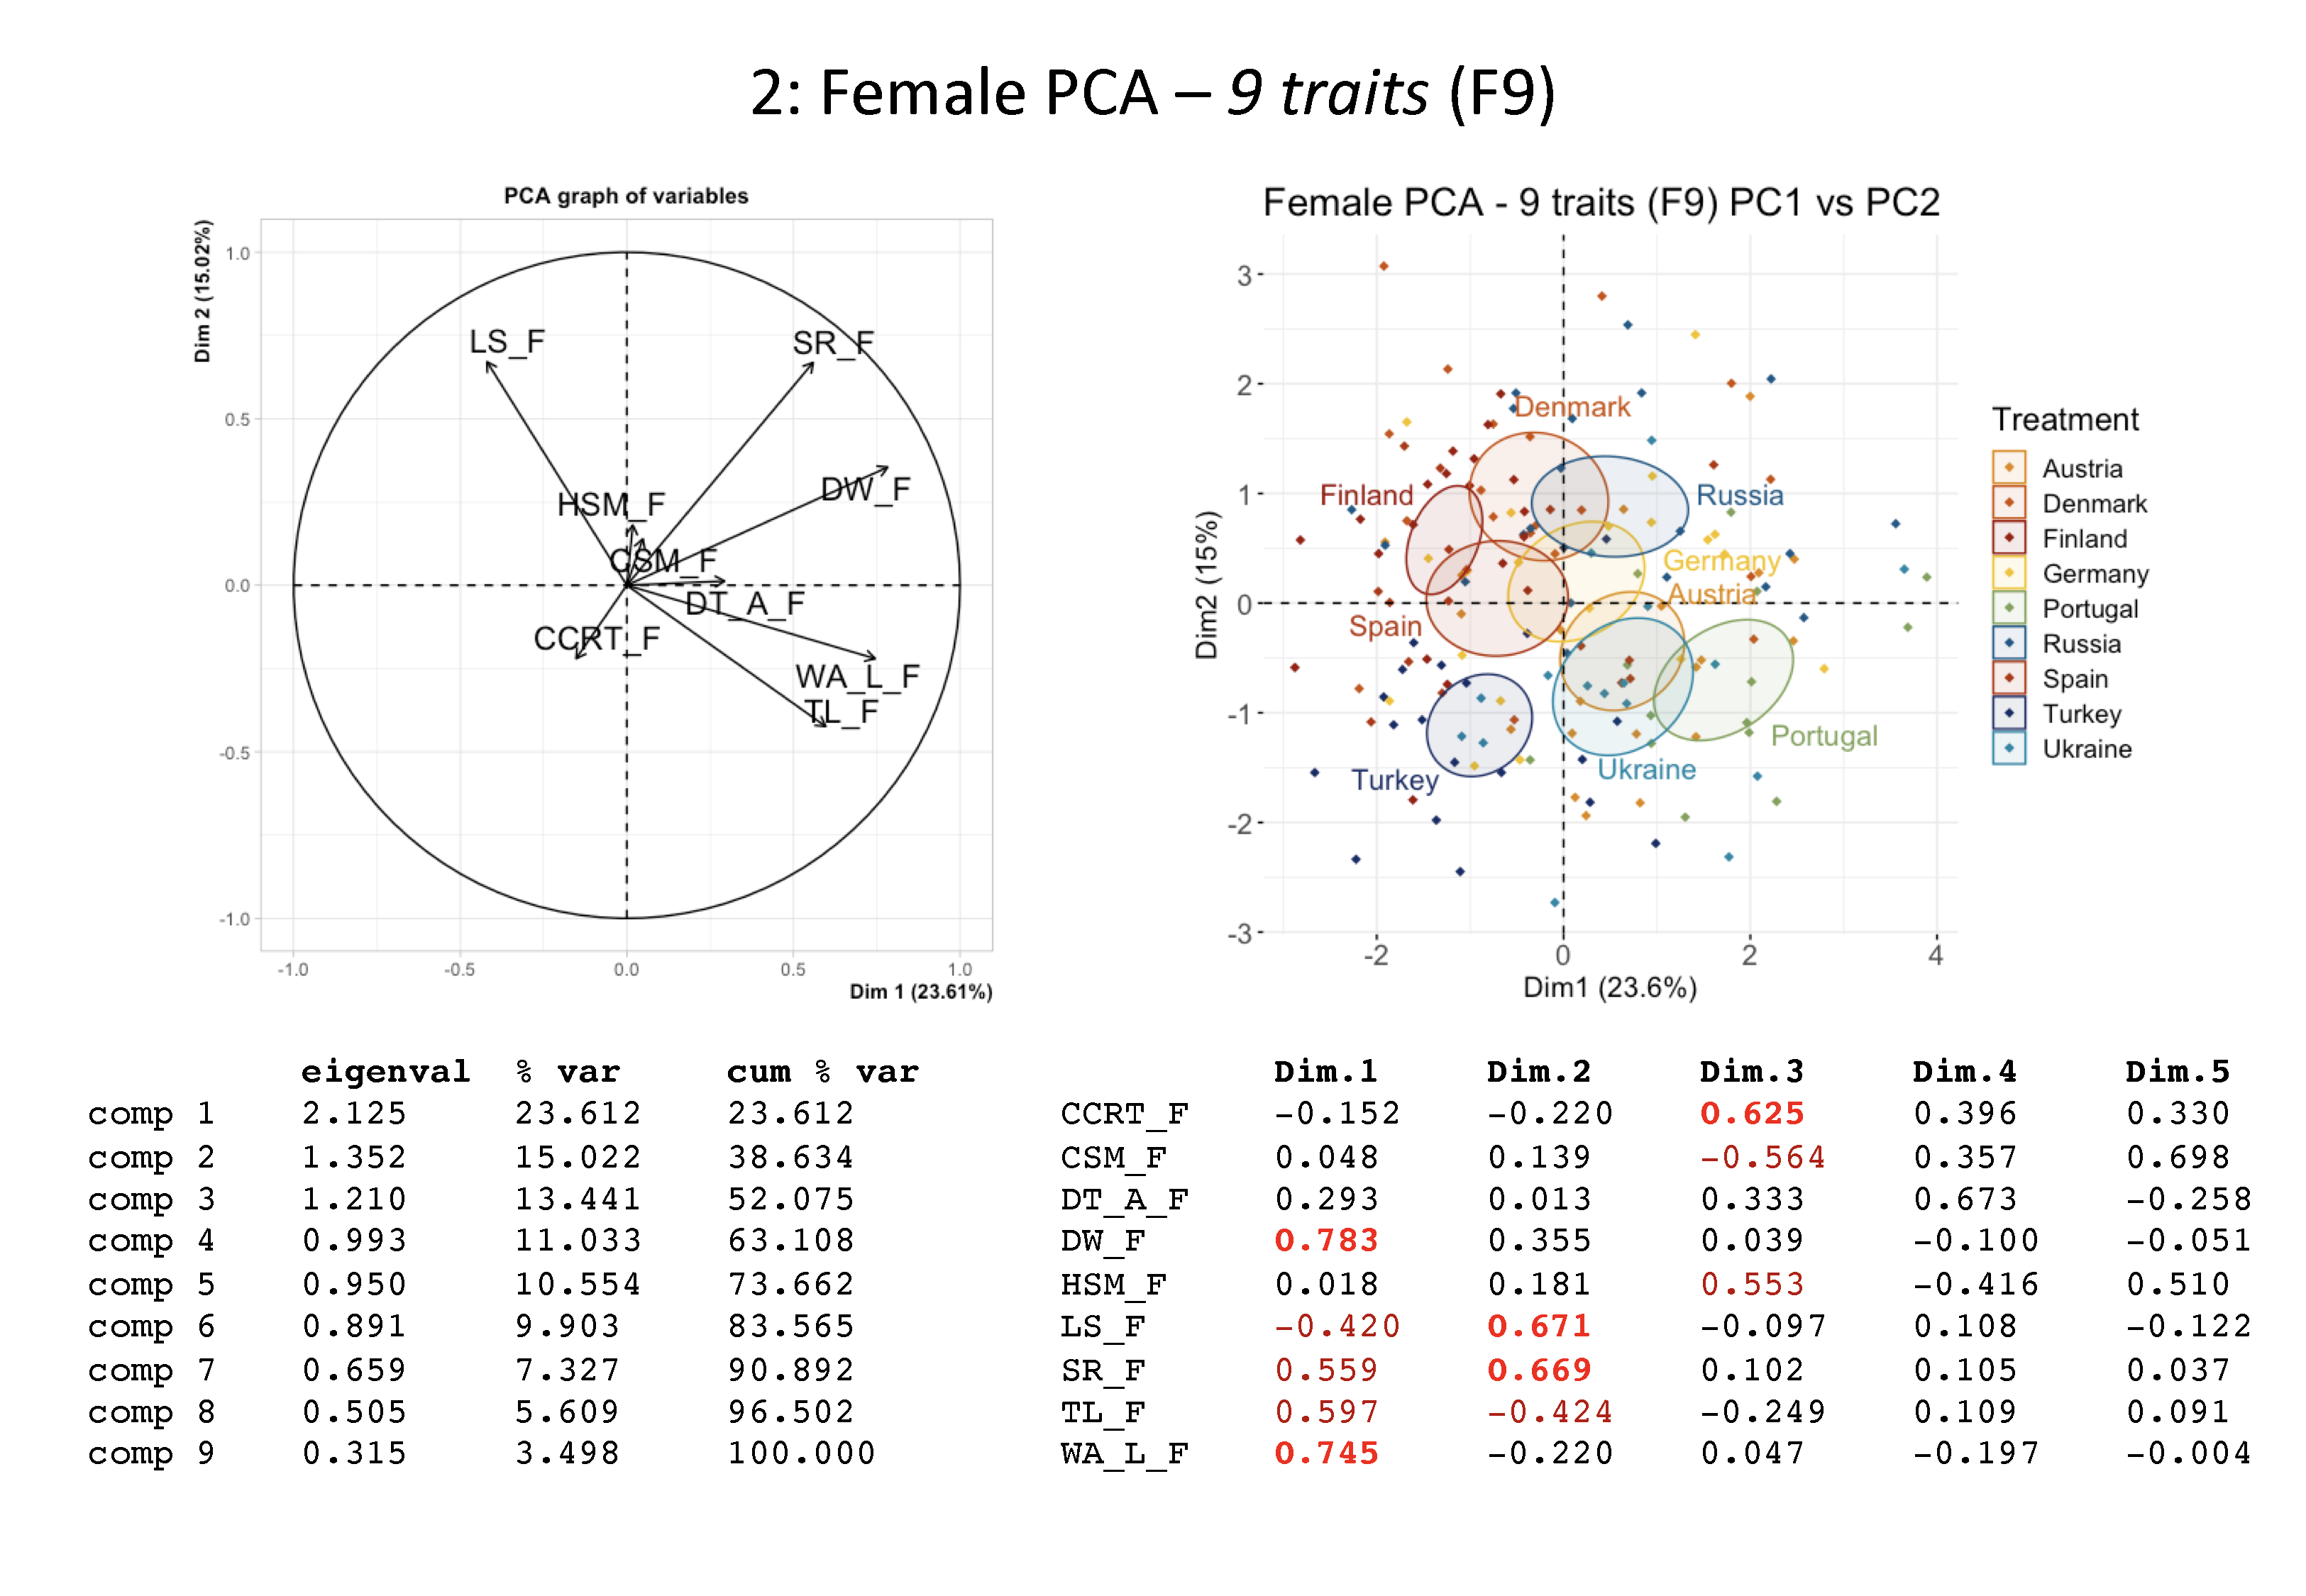 2: Female PCA – 9 traits (F9)
PCA graph of variables
Dim 2 (15.02%)
1.0
0.5
0.0
-0.5
-1.0
LS_F
SR_F
DW_F
HSM_F
CSM_F
DT_A_F
CCRT_F
WA_L_F
TL_F
-1.0 -0.5 0.0 0.5 1.0
Dim 1 (23.61%)
Female PCA - 9 traits (F9) PC1 vs PC2
Dim2 (15%)
3
2
1
0
-1
-2
-3
Denmark
Finland
Russia
Germany
Austria
Spain
Portugal
Ukraine
Turkey
-2 0 2 4
Dim1 (23.6%)
Treatment
Austria
Denmark
Finland
Germany
Portugal
Russia
Spain
Turkey
Ukraine
eigenval % var cum % var
comp 1 2.125 23.612 23.612
comp 2 1.352 15.022 38.634
comp 3 1.210 13.441 52.075
comp 4 0.993 11.033 63.108
comp 5 0.950 10.554 73.662
comp 6 0.891 9.903 83.565
comp 7 0.659 7.327 90.892
comp 8 0.505 5.609 96.502
comp 9 0.315 3.498 100.000
Dim.1 Dim.2 Dim.3 Dim.4 Dim.5
CCRT_F -0.152 -0.220 0.625 0.396 0.330
CSM_F 0.048 0.139 -0.564 0.357 0.698
DT_A_F 0.293 0.013 0.333 0.673 -0.258
DW_F 0.783 0.355 0.039 -0.100 -0.051
HSM_F 0.018 0.181 0.553 -0.416 0.510
LS_F -0.420 0.671 -0.097 0.108 -0.122
SR_F 0.559 0.669 0.102 0.105 0.037
TL_F 0.597 -0.424 -0.249 0.109 0.091
WA_L_F 0.745 -0.220 0.047 -0.197 -0.004